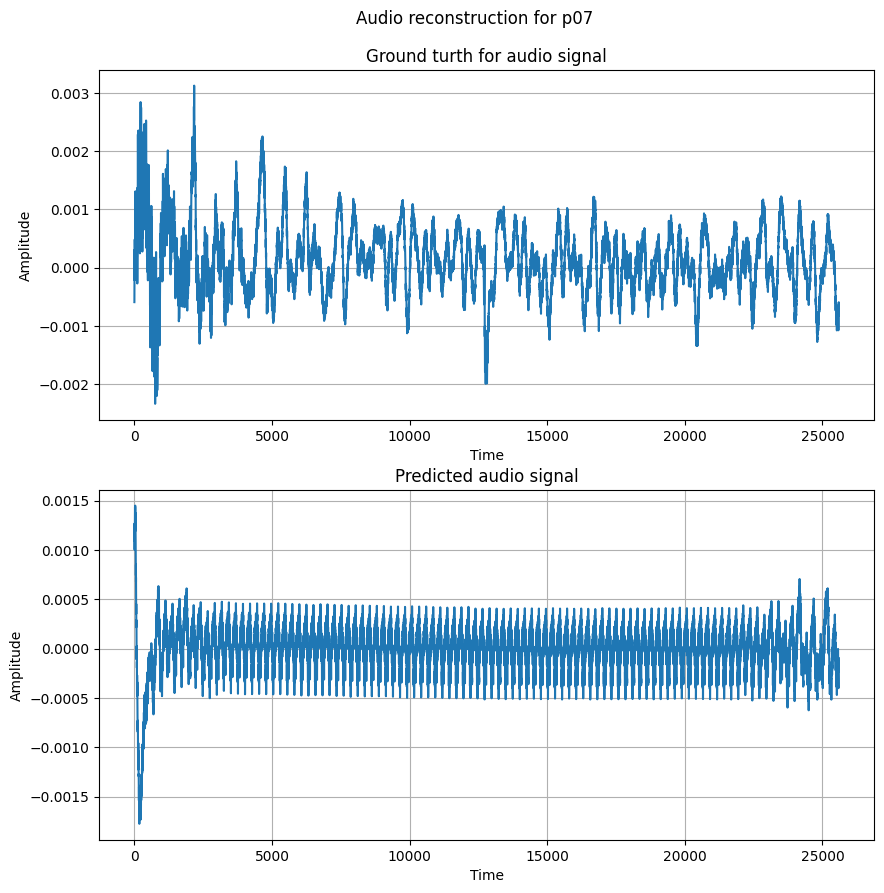 Audio reconstruction for p07
Ground turth for audio signal
0.003
0.002
0.001
0.000
−0.001
−0.002
Amplitude
0 5000 10000 15000 20000 25000
Time
Predicted audio signal
0.0015
0.0010
0.0005
0.0000
−0.0005
−0.0010
−0.0015
Amplitude
0 5000 10000 15000 20000 25000
Time